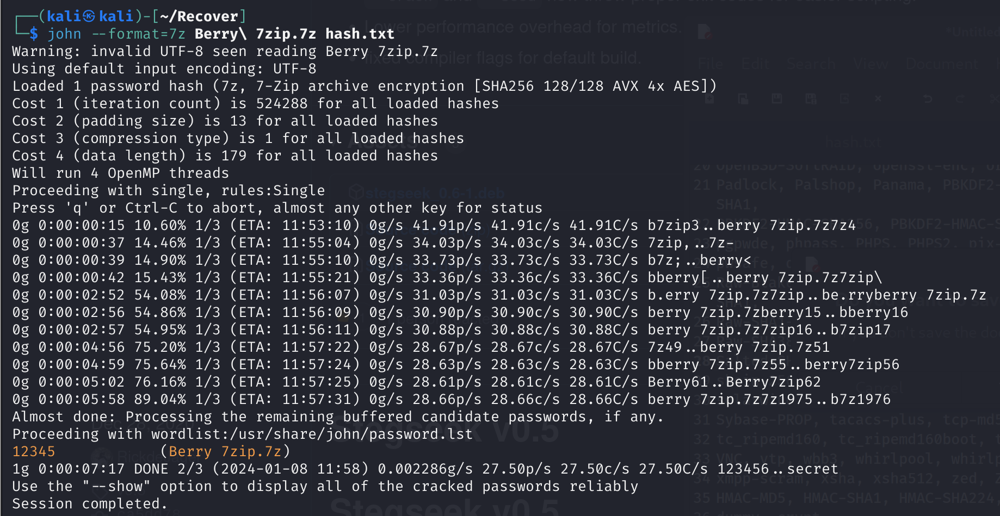 ┌──(kali㉿kali)-[~/Recover]
└─$ john --format=7z Berry\ 7zip.7z hash.txt
Warning: invalid UTF-8 seen reading Berry 7zip.7z
Using default input encoding: UTF-8
Loaded 1 password hash (7z, 7-Zip archive encryption [SHA256 128/128 AVX 4x AES])
Cost 1 (iteration count) is 524288 for all loaded hashes
Cost 2 (padding size) is 13 for all loaded hashes
Cost 3 (compression type) is 1 for all loaded hashes
Cost 4 (data length) is 179 for all loaded hashes
Will run 4 OpenMP threads
Proceeding with single, rules:Single
Press 'q' or Ctrl-C to abort, almost any other key for status
0g 0:00:00:15 10.60% 1/3 (ETA: 11:53:10) 0g/s 41.91p/s 41.91c/s 41.91C/s b7zip3..berry 7zip.7z7z4
0g 0:00:00:37 14.46% 1/3 (ETA: 11:55:04) 0g/s 34.03p/s 34.03c/s 34.03C/s 7zip,..7z-
0g 0:00:00:39 14.90% 1/3 (ETA: 11:55:10) 0g/s 33.73p/s 33.73c/s 33.73C/s b7z;..berry<
0g 0:00:00:42 15.43% 1/3 (ETA: 11:55:21) 0g/s 33.36p/s 33.36c/s 33.36C/s bberry[..berry 7zip.7z7zip\
0g 0:00:02:52 54.08% 1/3 (ETA: 11:56:07) 0g/s 31.03p/s 31.03c/s 31.03C/s b.erry 7zip.7z7zip..be.rryberry 7zip.7z
0g 0:00:02:56 54.86% 1/3 (ETA: 11:56:09) 0g/s 30.90p/s 30.90c/s 30.90C/s berry 7zip.7zberry15..bberry16
0g 0:00:02:57 54.95% 1/3 (ETA: 11:56:11) 0g/s 30.88p/s 30.88c/s 30.88C/s berry 7zip.7z7zip16..b7zip17
0g 0:00:04:56 75.20% 1/3 (ETA: 11:57:22) 0g/s 28.67p/s 28.67c/s 28.67C/s 7z49..berry 7zip.7z51
0g 0:00:04:59 75.64% 1/3 (ETA: 11:57:24) 0g/s 28.63p/s 28.63c/s 28.63C/s bberry 7zip.7z55..berry7zip56
0g 0:00:05:02 76.16% 1/3 (ETA: 11:57:25) 0g/s 28.61p/s 28.61c/s 28.61C/s Berry61..Berry7zip62
0g 0:00:05:58 89.04% 1/3 (ETA: 11:57:31) 0g/s 28.66p/s 28.66c/s 28.66C/s berry 7zip.7z7z1975..b7z1976
Almost done: Processing the remaining buffered candidate passwords, if any.
Proceeding with wordlist:/usr/share/john/password.lst
12345            (Berry 7zip.7z)
1g 0:00:07:17 DONE 2/3 (2024-01-08 11:58) 0.002286g/s 27.50p/s 27.50c/s 27.50C/s 123456..secret
Use the "--show" option to display all of the cracked passwords reliably
Session completed.